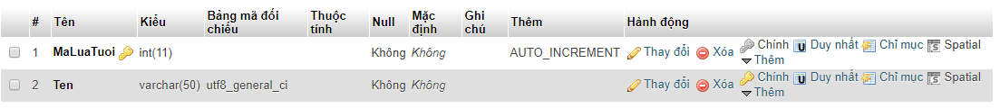 # Tên Kiểu Bảng mã đối chiếu Thuộc tính Null Mặc định Ghi chú Thêm Hành động
1 MaLuaTuoi int(11) Không Không AUTO_INCREMENT Thay đổi Xóa Chính Duy nhất Chỉ mục Spatial
Thêm
2 Ten varchar(50) utf8_general_ci Không Không Thay đổi Xóa Chính Duy nhất Chỉ mục Spatial
Thêm